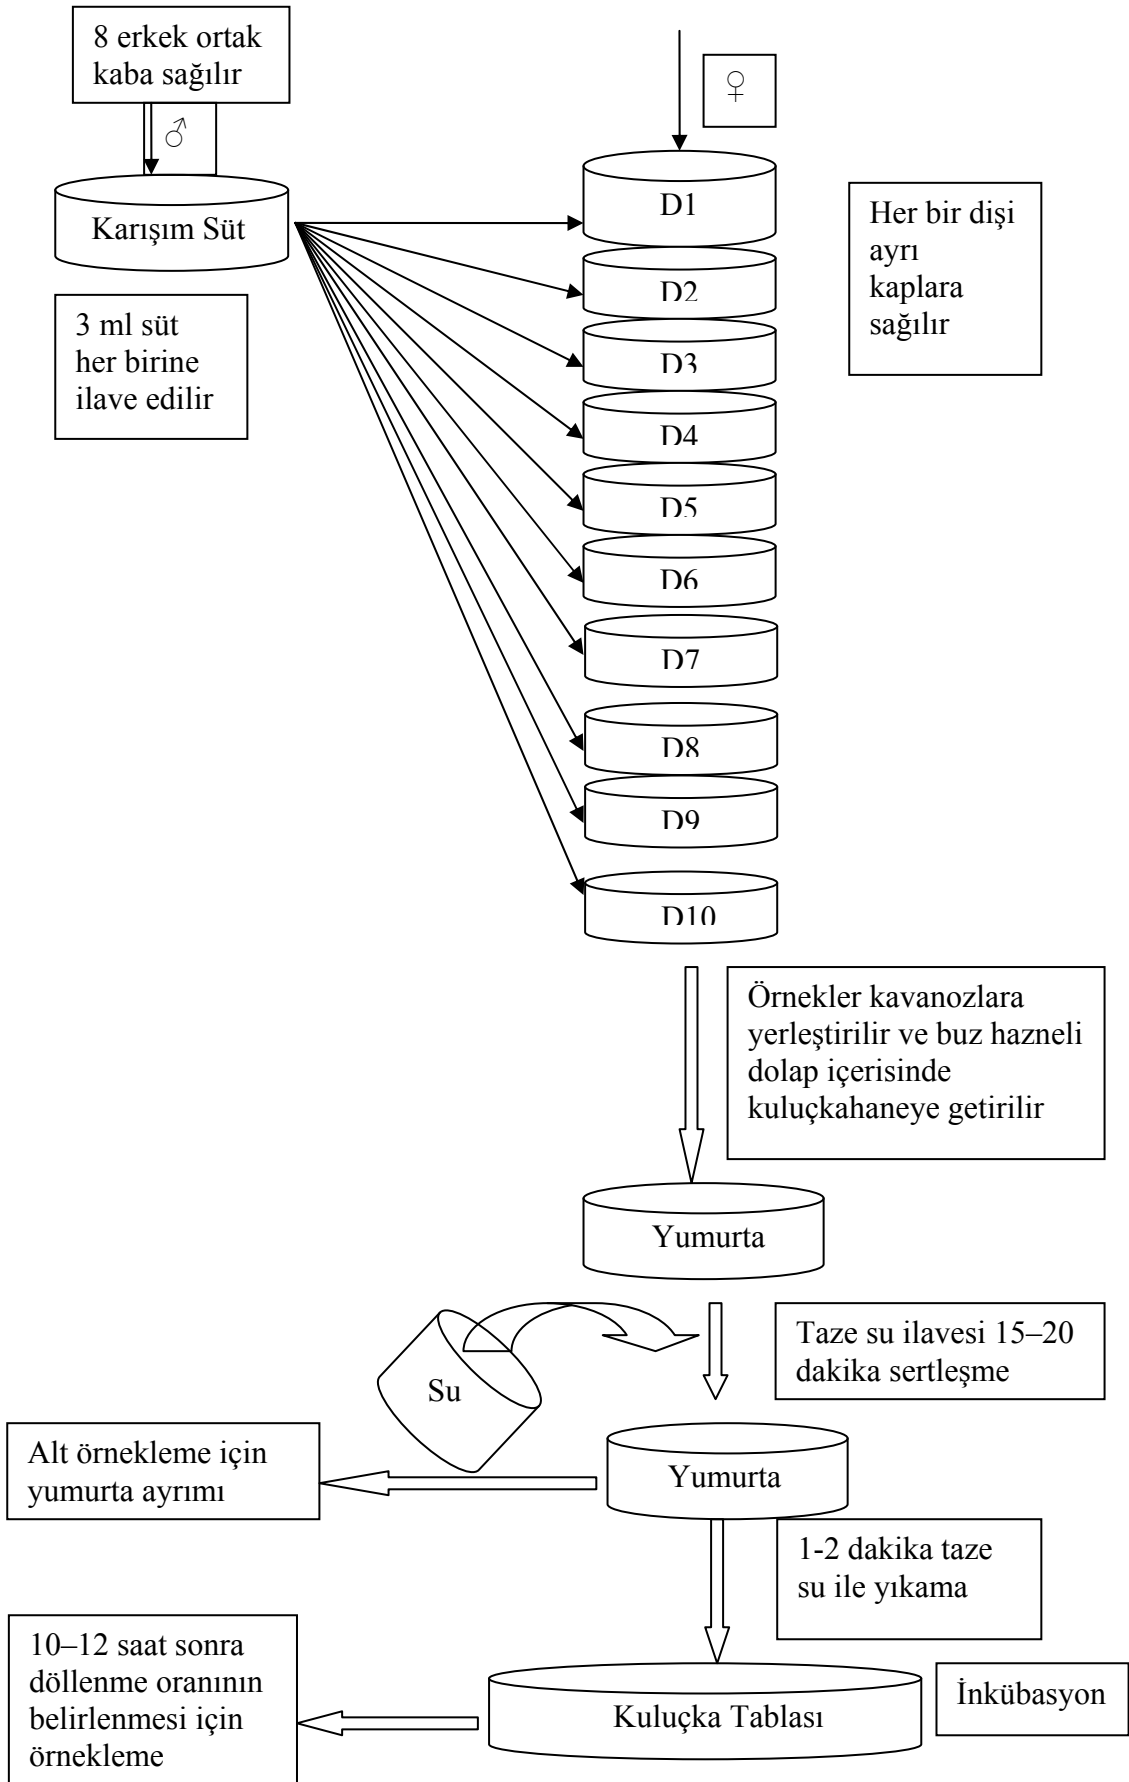 8 erkek ortak
kaba sağılır
♂
♀
Karışım Süt
3 ml süt
her birine
ilave edilir
D1
D2
D3
D4
D5
D6
D7
D8
D9
D10
Her bir dişi
ayrı
kaplara
sağılır
Örnekler kavanozlara
yerleştirilir ve buz hazneli
dolap içerisinde
kuluçkahaneye getirilir
Yumurta
Su
Taze su ilavesi 15–20
dakika sertleşme
Yumurta
Alt örnekleme için
yumurta ayrımı
1-2 dakika taze
su ile yıkama
10–12 saat sonra
döllenme oranının
belirlenmesi için
örnekleme
Kuluçka Tablası
İnkübasyon